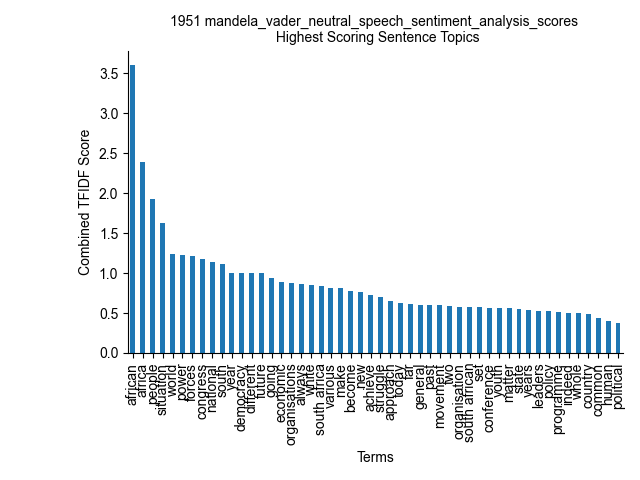 1951 mandela_vader_neutral_speech_sentiment_analysis_scores
Highest Scoring Sentence Topics
Combined TFIDF Score
3.5
3.0
2.5
2.0
1.5
1.0
0.5
0.0
african
africa
people
situation
world
power
forces
congress
national
south
year
democracy
different
future
going
economic
organisations
always
white
south africa
various
make
become
new
achieve
struggle
approach
today
far
general
past
movement
two
organisation
south african
set
conference
youth
matter
state
years
leaders
policy
programme
indeed
whole
country
common
human
political
Terms